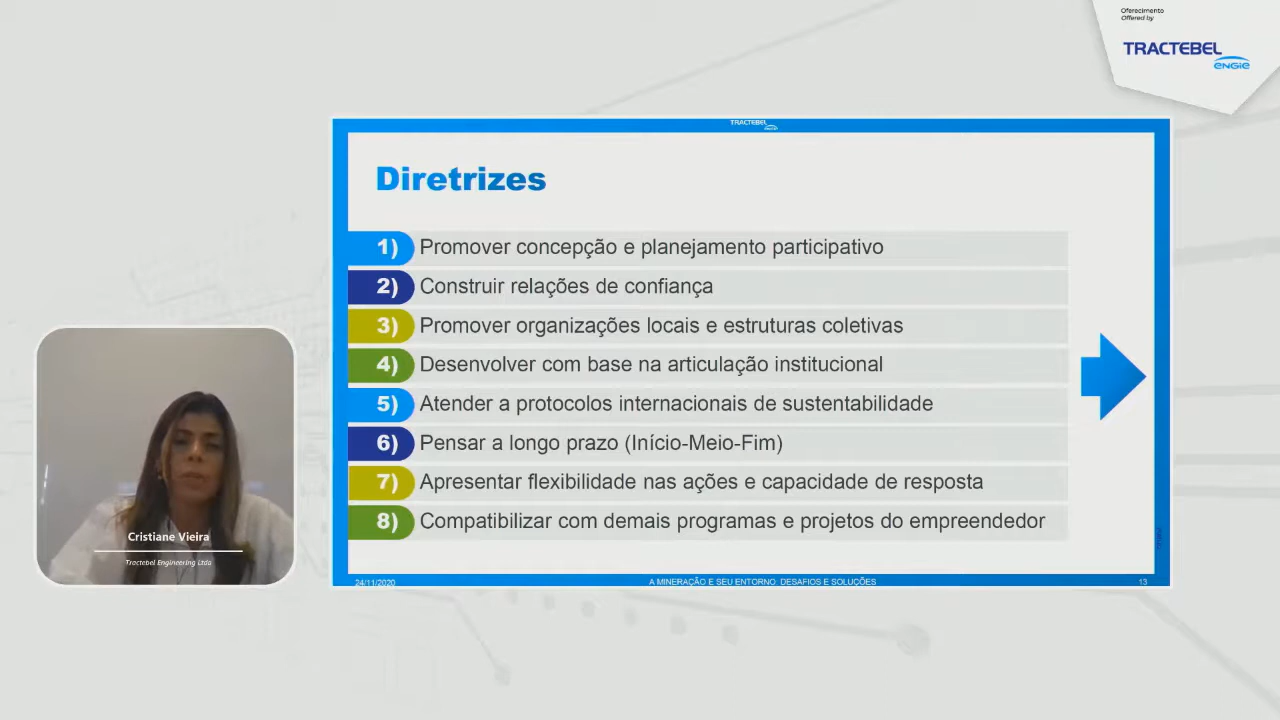 Oferecimento
Offered by
TRACTEBEL
ENGIE
TRACTEBEL
ENGIE
Diretrizes
1) Promover concepção e planejamento participativo
2) Construir relações de confiança
3) Promover organizações locais e estruturas coletivas
4) Desenvolver com base na articulação institucional
5) Atender a protocolos internacionais de sustentabilidade
6) Pensar a longo prazo (Início-Meio-Fim)
7) Apresentar flexibilidade nas ações e capacidade de resposta
8) Compatibilizar com demais programas e projetos do empreendedor
Cristiane Vieira
Tractebel Engineering Ltda
24/11/2020
A MINERAÇÃO E SEU ENTORNO: DESAFIOS E SOLUÇÕES
13